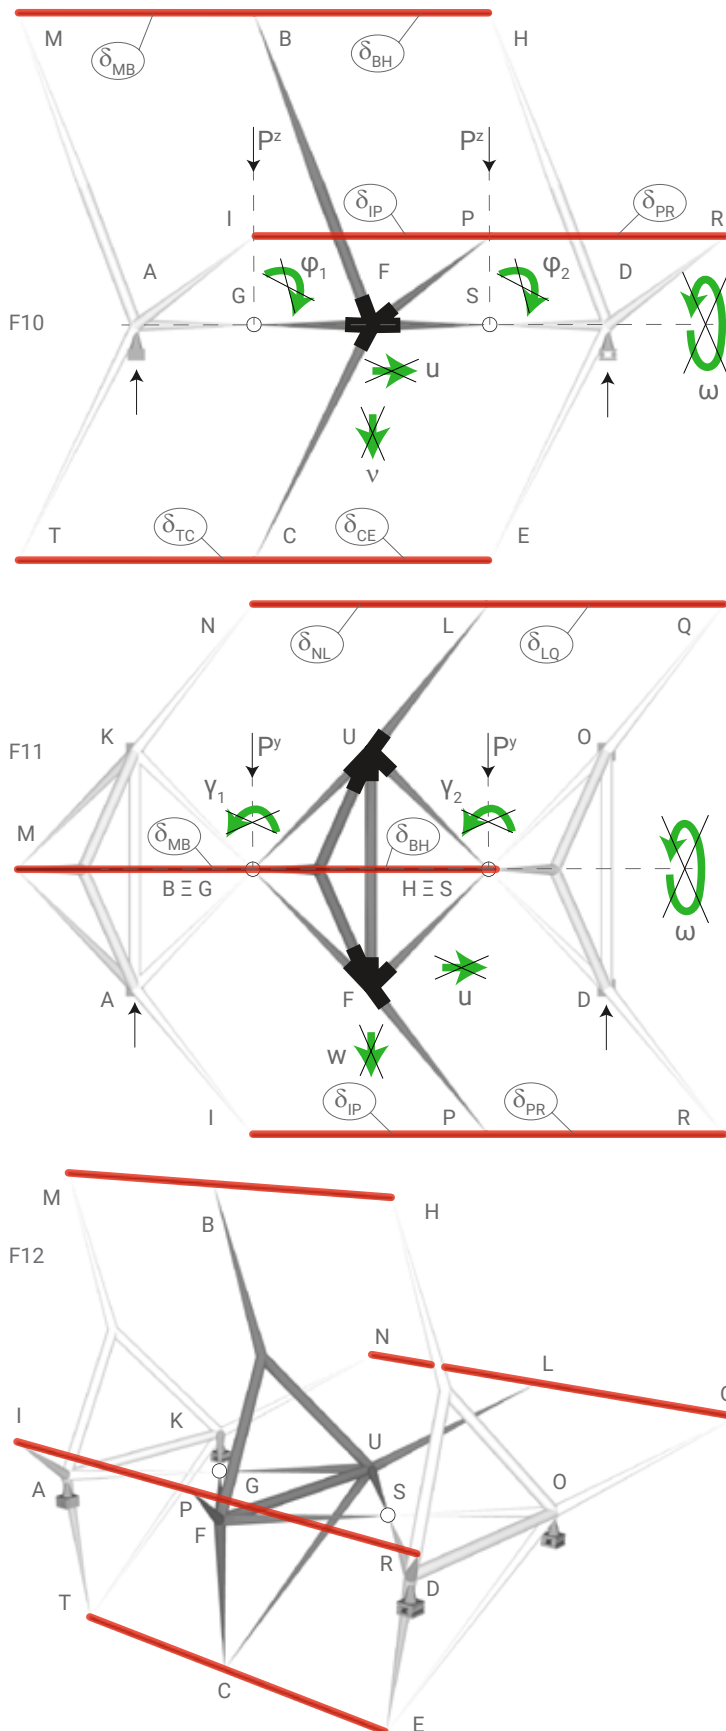 M B H
δMB δBH
Pz Pz
I δIP P δPR R
A φ1 F φ2 D
G S
F10
u ω
ν
T δTC C δCE E
N δNL L δLQ Q
K U O
F11 Py Py
γ1 γ2
M δMB δBH
B Ξ G H Ξ S
ω
A F u D
w
I δIP P δPR R
M H
B
F12
N L Q
I K U
A G S O
P
F R D
T
C E